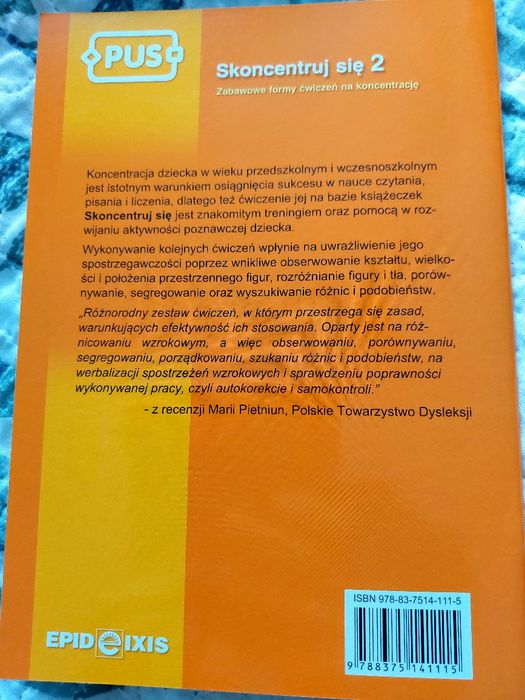 PUS
Skoncentruj się 2
Zabawowe formy ćwiczeń na koncentrację
Koncentracja dziecka w wieku przedszkolnym i wczesnoszkolnym
jest istotnym warunkiem osiągnięcia sukcesu w nauce czytania,
pisania i liczenia, dlatego też ćwiczenie jej na bazie książeczek
Skoncentruj się jest znakomitym treningiem oraz pomocą w roz-
wijaniu aktywności poznawczej dziecka.
Wykonywanie kolejnych ćwiczeń wpłynie na uwrażliwienie jego
spostrzegawczości poprzez wnikliwe obserwowanie kształtu, wielko-
ści i położenia przestrzennego figur, rozróżnianie figury i tła, porów-
nywanie, segregowanie oraz wyszukiwanie różnic i podobieństw.
„Różnorodny zestaw ćwiczeń, w którym przestrzega się zasad,
warunkujących efektywność ich stosowania. Oparty jest na róż-
nicowaniu wzrokowym, a więc obserwowaniu, porównywaniu,
segregowaniu, porządkowaniu, szukaniu różnic i podobieństw, na
werbalizacji spostrzeżeń wzrokowych i sprawdzeniu poprawności
wykonywanej pracy, czyli autokorekcie i samokontroli."
- z recenzji Marii Pietniun, Polskie Towarzystwo Dysleksji
ISBN 978-83-7514-111-5
9 788375 141115
EPIDEIXIS